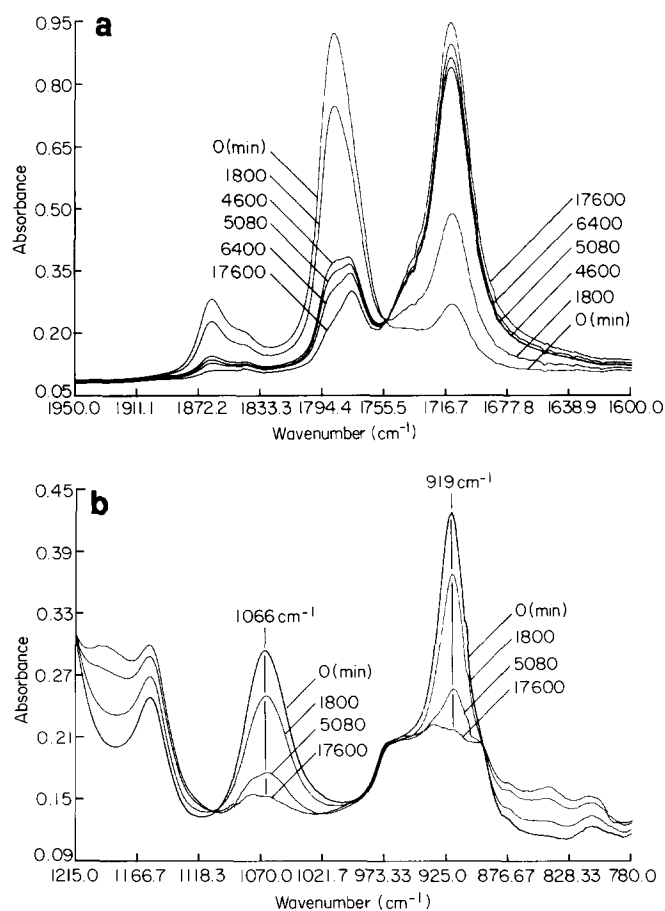 a
0.95
0.80
0.65
0.50
0.35
0.20
0.05
Absorbance
0(min)
1800
4600
5080
6400
17600
17600
6400
5080
4600
1800
0(min)
1950.0 1911.1 1872.2 1833.3 1794.4 1755.5 1716.7 1677.8 1638.9 1600.0
Wavenumber (cm⁻¹)
b
0.45
0.39
0.33
0.27
0.21
0.15
0.09
Absorbance
919cm⁻¹
1066cm⁻¹
0(min)
1800
5080
17600
0(min)
1800
5080
17600
1215.0 1166.7 1118.3 1070.0 1021.7 973.33 925.0 876.67 828.33 780.0
Wavenumber (cm⁻¹)